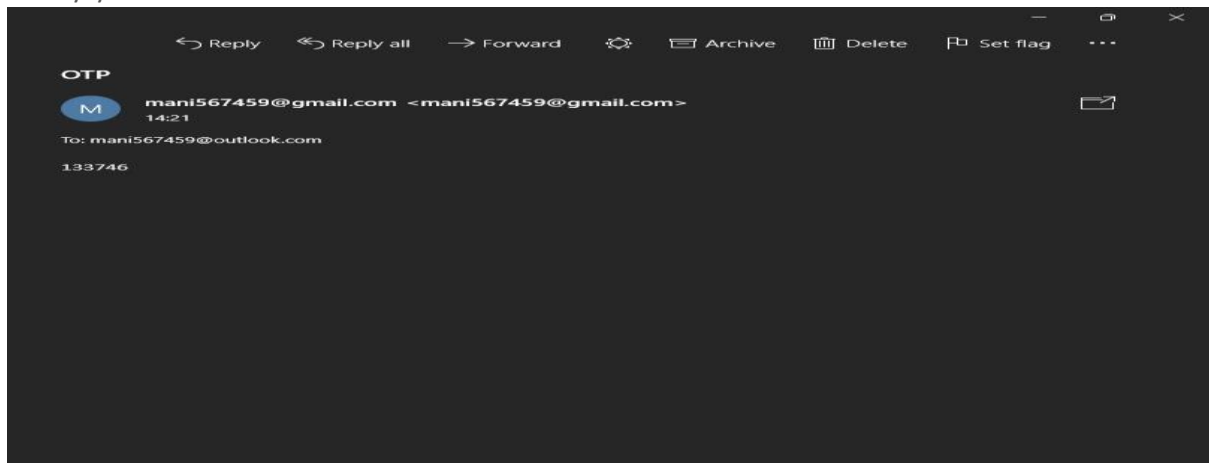 Reply Reply all Forward Archive Delete Set flag ...
OTP
M
mani567459@gmail.com <mani567459@gmail.com>
14:21
To: mani567459@outlook.com
133746